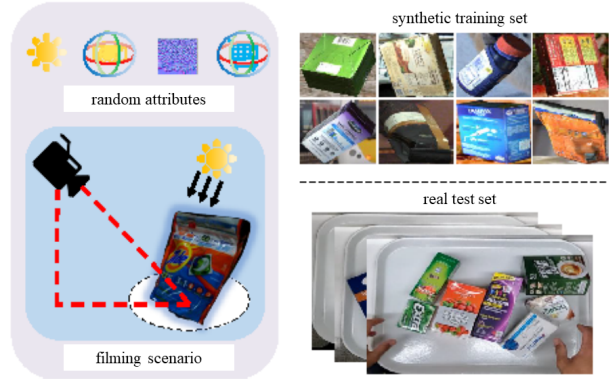 random attributes
filming scenario
synthetic training set
real test set